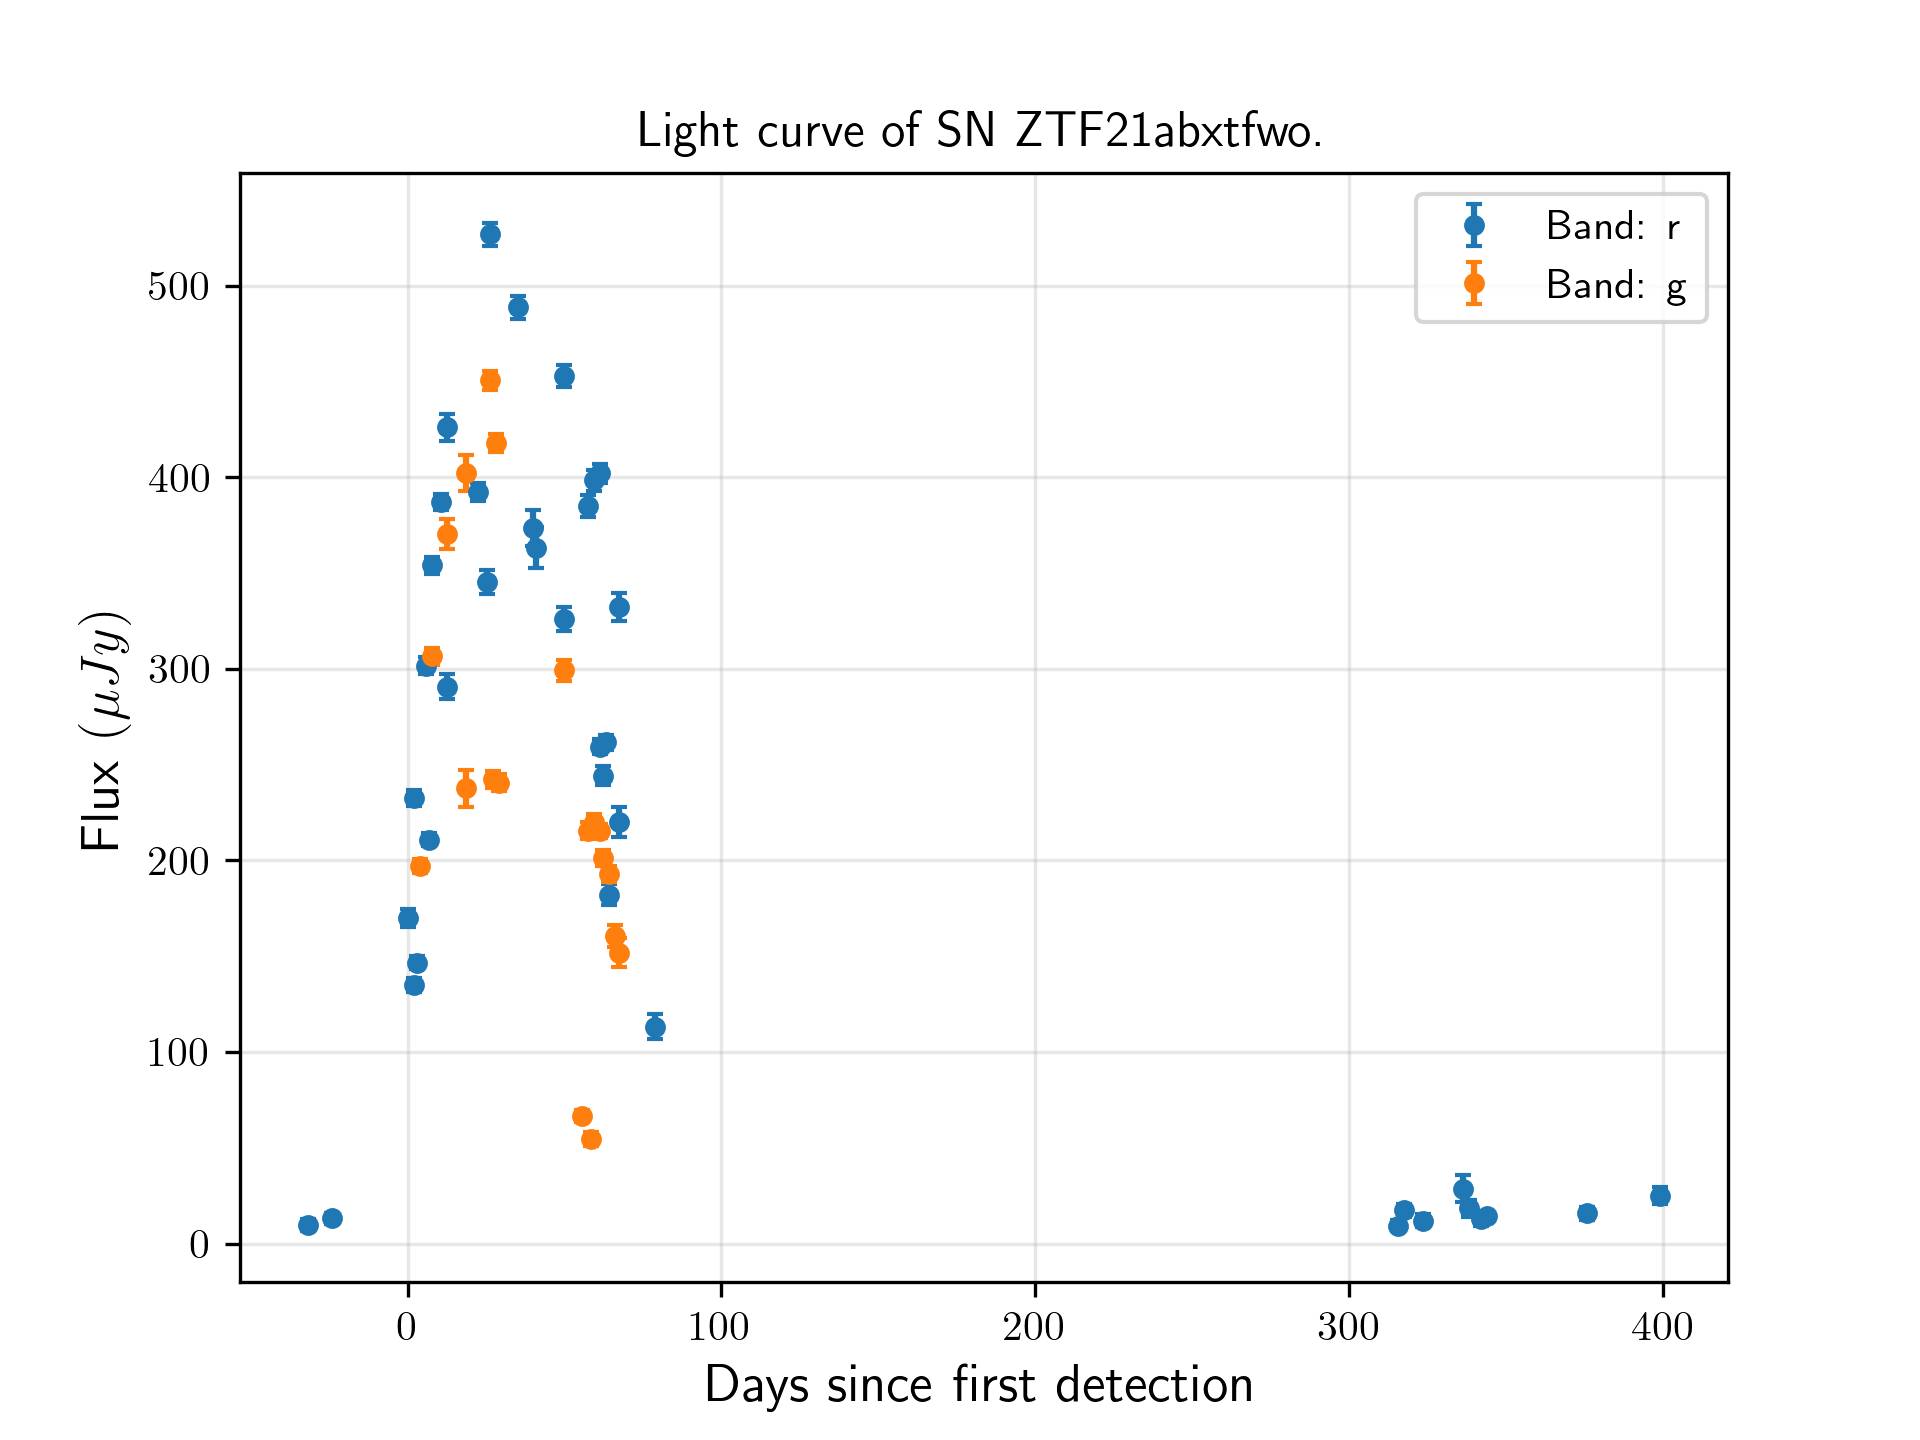 Light curve of SN ZTF21abxtfwo.
Band: r
Band: g
500
400
300
200
100
0
Flux (μJy)
0 100 200 300 400
Days since first detection